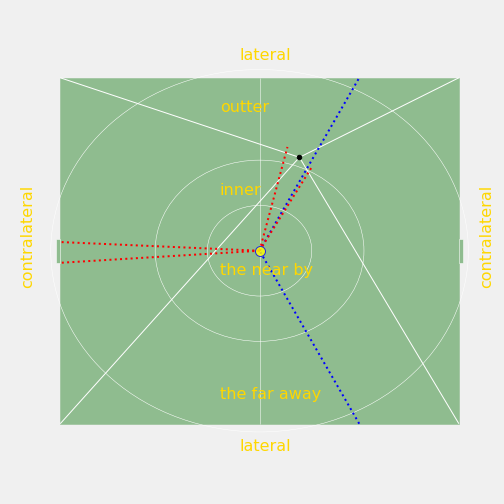 lateral
outter
contralateral
inner
contralateral
the near by
the far away
lateral